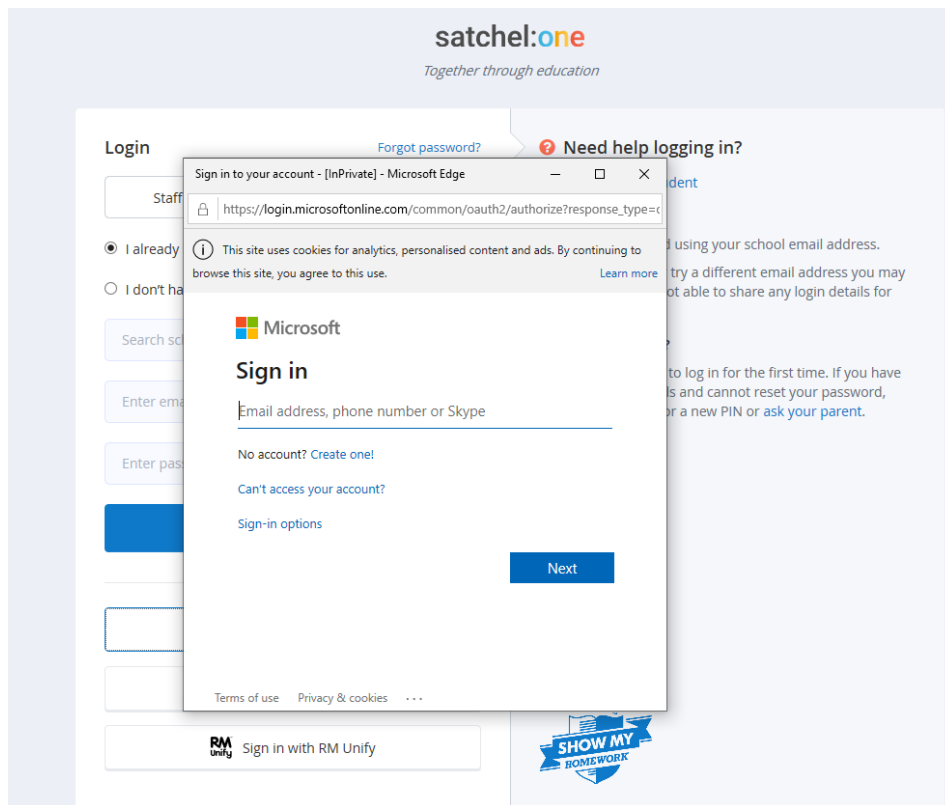 satchel:one
Together through education
Login
Forgot password?
Need help logging in?
Staff
I already
I don't ha
Search sc
Enter ema
Enter pas
Sign in with RM Unify
RM
Unify
Sign in to your account - [InPrivate] - Microsoft Edge
https://login.microsoftonline.com/common/oauth2/authorize?response_type=c
This site uses cookies for analytics, personalised content and ads. By continuing to
browse this site, you agree to this use.
Learn more
Microsoft
Sign in
Email address, phone number or Skype
No account? Create one!
Can't access your account?
Sign-in options
Next
Terms of use
Privacy & cookies
...
dent
using your school email address.
try a different email address you may
ot able to share any login details for
?
to log in for the first time. If you have
s and cannot reset your password,
or a new PIN or ask your parent.
SHOW MY
HOMEWORK